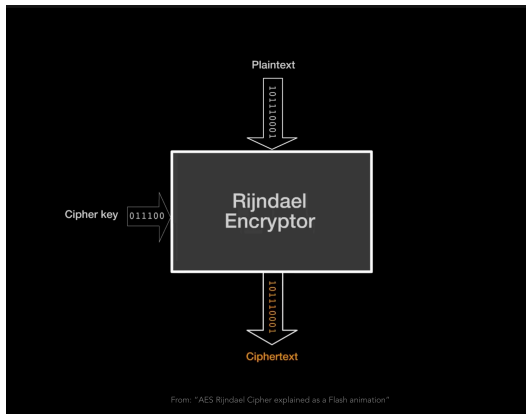 Plaintext
101110001
Cipher key
011100
Rijndael
Encryptor
101110001
Ciphertext
From: "AES Rijndael Cipher explained as a Flash animation"